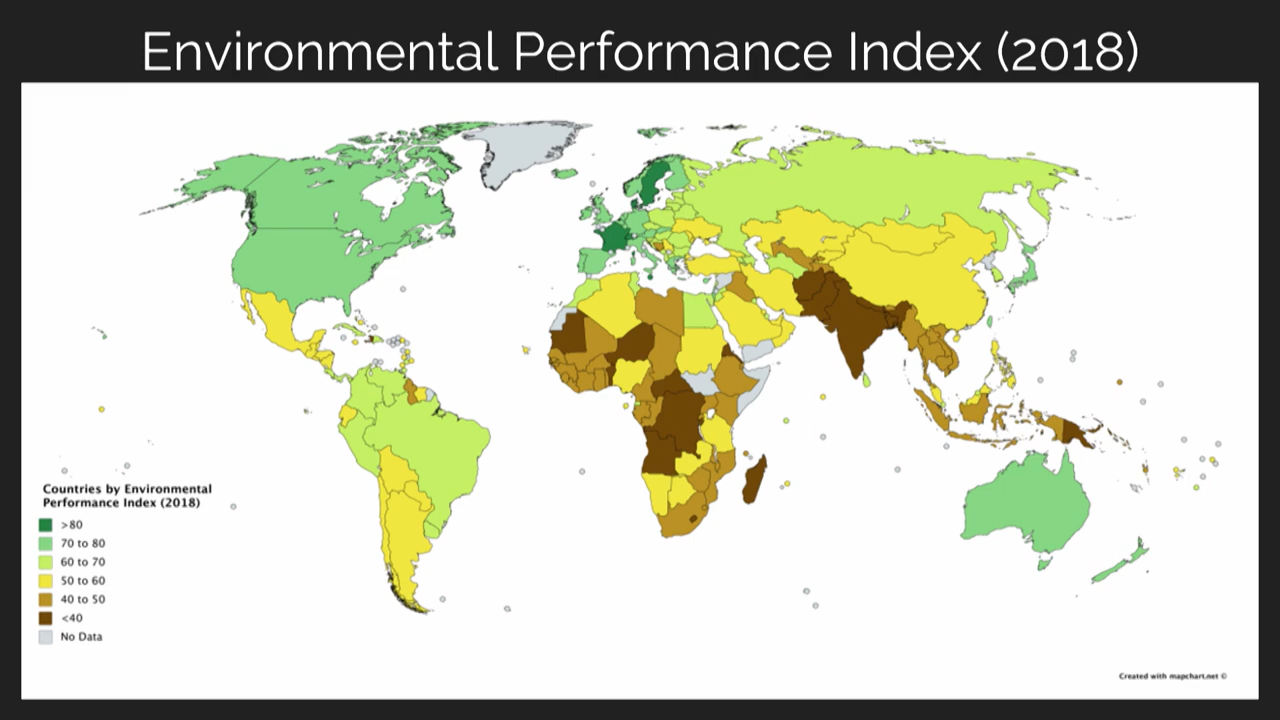 Environmental Performance Index (2018)
Countries by Environmental
Performance Index (2018)
>80
70 to 80
60 to 70
50 to 60
40 to 50
<40
No Data
Created with mapchart.net ©